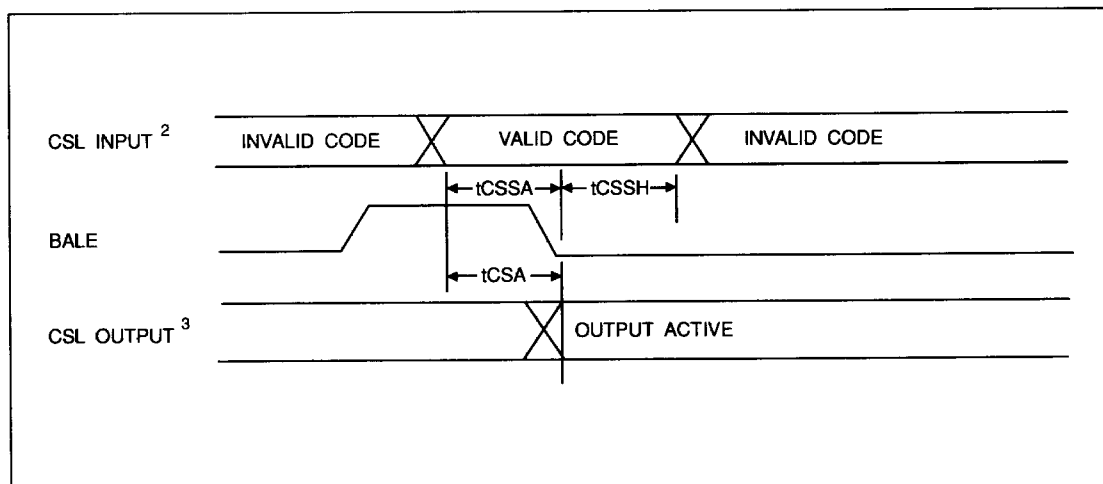 CSL INPUT 2
INVALID CODE VALID CODE INVALID CODE
tCSSA tCSSH
BALE
tCSA
CSL OUTPUT 3
OUTPUT ACTIVE